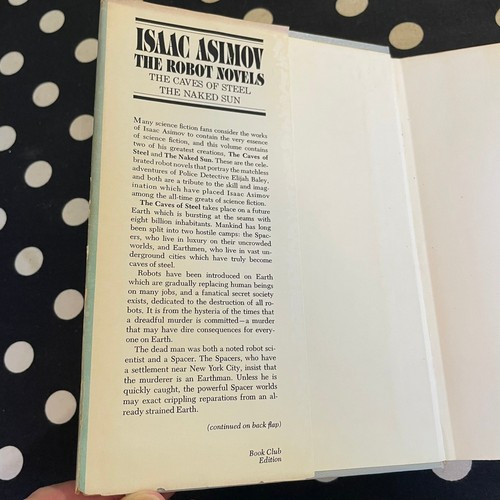 ISAAC ASIMOV
THE ROBOT NOVELS
THE CAVES OF STEEL
THE NAKED SUN
Many science fiction fans consider the works
of Isaac Asimov to contain the very essence
of science fiction, and this volume contains
two of his greatest creations, The Caves of
Steel and The Naked Sun. These are the cele-
brated robot novels that portray the matchless
adventures of Police Detective Elijah Baley,
and both are a tribute to the skill and imag-
ination which have placed Isaac Asimov
among the all-time greats of science fiction.
The Caves of Steel takes place on a future
Earth which is bursting at the seams with
eight billion inhabitants. Mankind has long
been split into two hostile camps: the Spac-
ers, who live in luxury on their uncrowded
worlds, and Earthmen, who live in vast un-
derground cities which have truly become
caves of steel.
Robots have been introduced on Earth
which are gradually replacing human beings
on many jobs, and a fanatical secret society
exists, dedicated to the destruction of all ro-
bots. It is from the hysteria of the times that
a dreadful murder is committed—a murder
that may have dire consequences for every-
one on Earth.
The dead man was both a noted robot sci-
entist and a Spacer. The Spacers, who have
a settlement near New York City, insist that
the murderer is an Earthman. Unless he is
quickly caught, the powerful Spacer worlds
may exact crippling reparations from an al-
ready strained Earth.
(continued on back flap)
Book Club
Edition